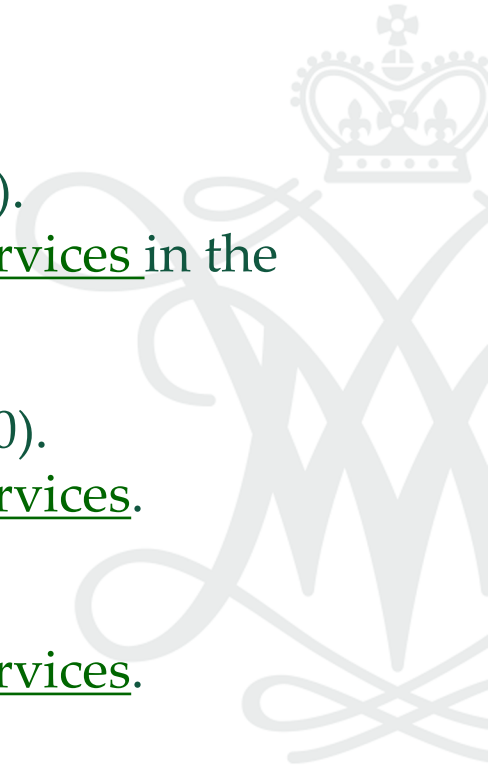 ).
rvices in the
0).
rvices.
rvices.